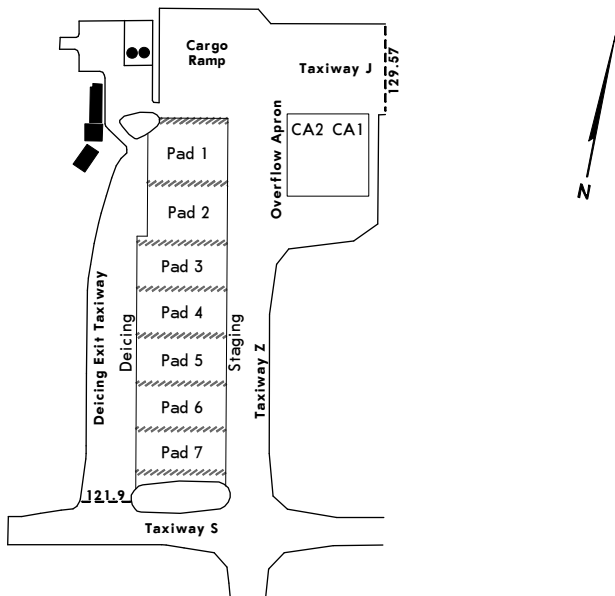 Cargo
Ramp
Taxiway J
129.57
Overflow Apron
CA2 CA1
Pad 1
Pad 2
Pad 3
Pad 4
Pad 5
Pad 6
Pad 7
Deicing Exit Taxiway
Deicing
Staging
Taxiway Z
121.9
Taxiway S
N